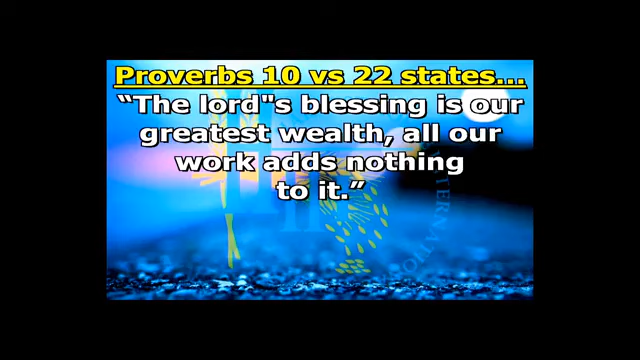 Proverbs 10 vs 22 states...
“The lord"s blessing is our
greatest wealth, all our
work adds nothing
to it.”